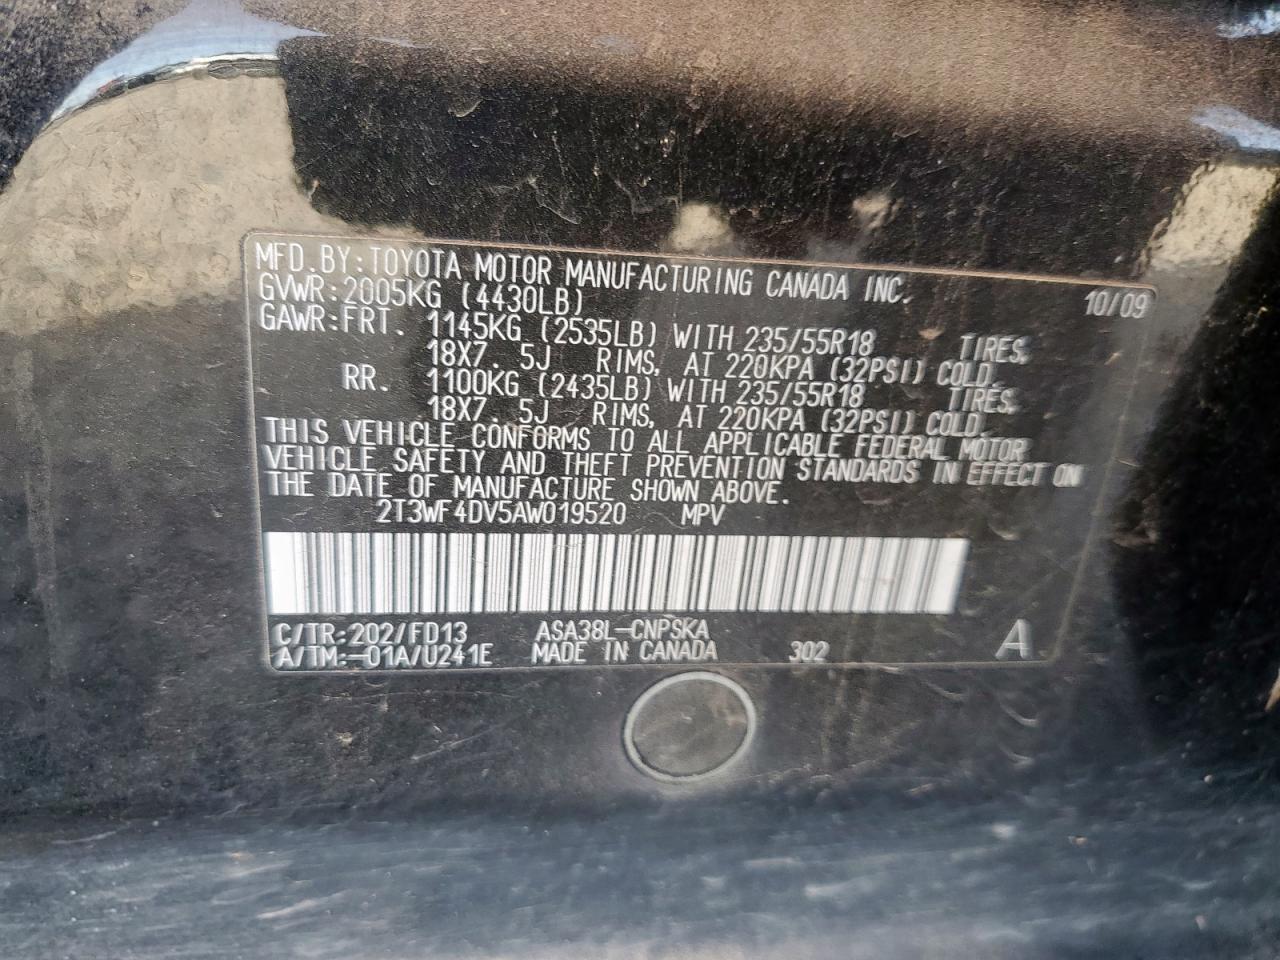 MFD.BY:TOYOTA MOTOR MANUFACTURING CANADA INC. 10/09
GVWR:2005KG (4430LB)
GAWR:FRT. 1145KG (2535LB) WITH 235/55R18 TIRES,
18X7.5J RIMS, AT 220KPA (32PSI) COLD.
RR. 1100KG (2435LB) WITH 235/55R18 TIRES,
18X7.5J RIMS, AT 220KPA (32PSI) COLD.
THIS VEHICLE CONFORMS TO ALL APPLICABLE FEDERAL MOTOR
VEHICLE SAFETY AND THEFT PREVENTION STANDARDS IN EFFECT ON
THE DATE OF MANUFACTURE SHOWN ABOVE.
2T3WF4DV5AW019520 MPV
C/TR:202/FD13 ASA38L-CNPSKA
A/TM:-01A/U241E MADE IN CANADA 302 A